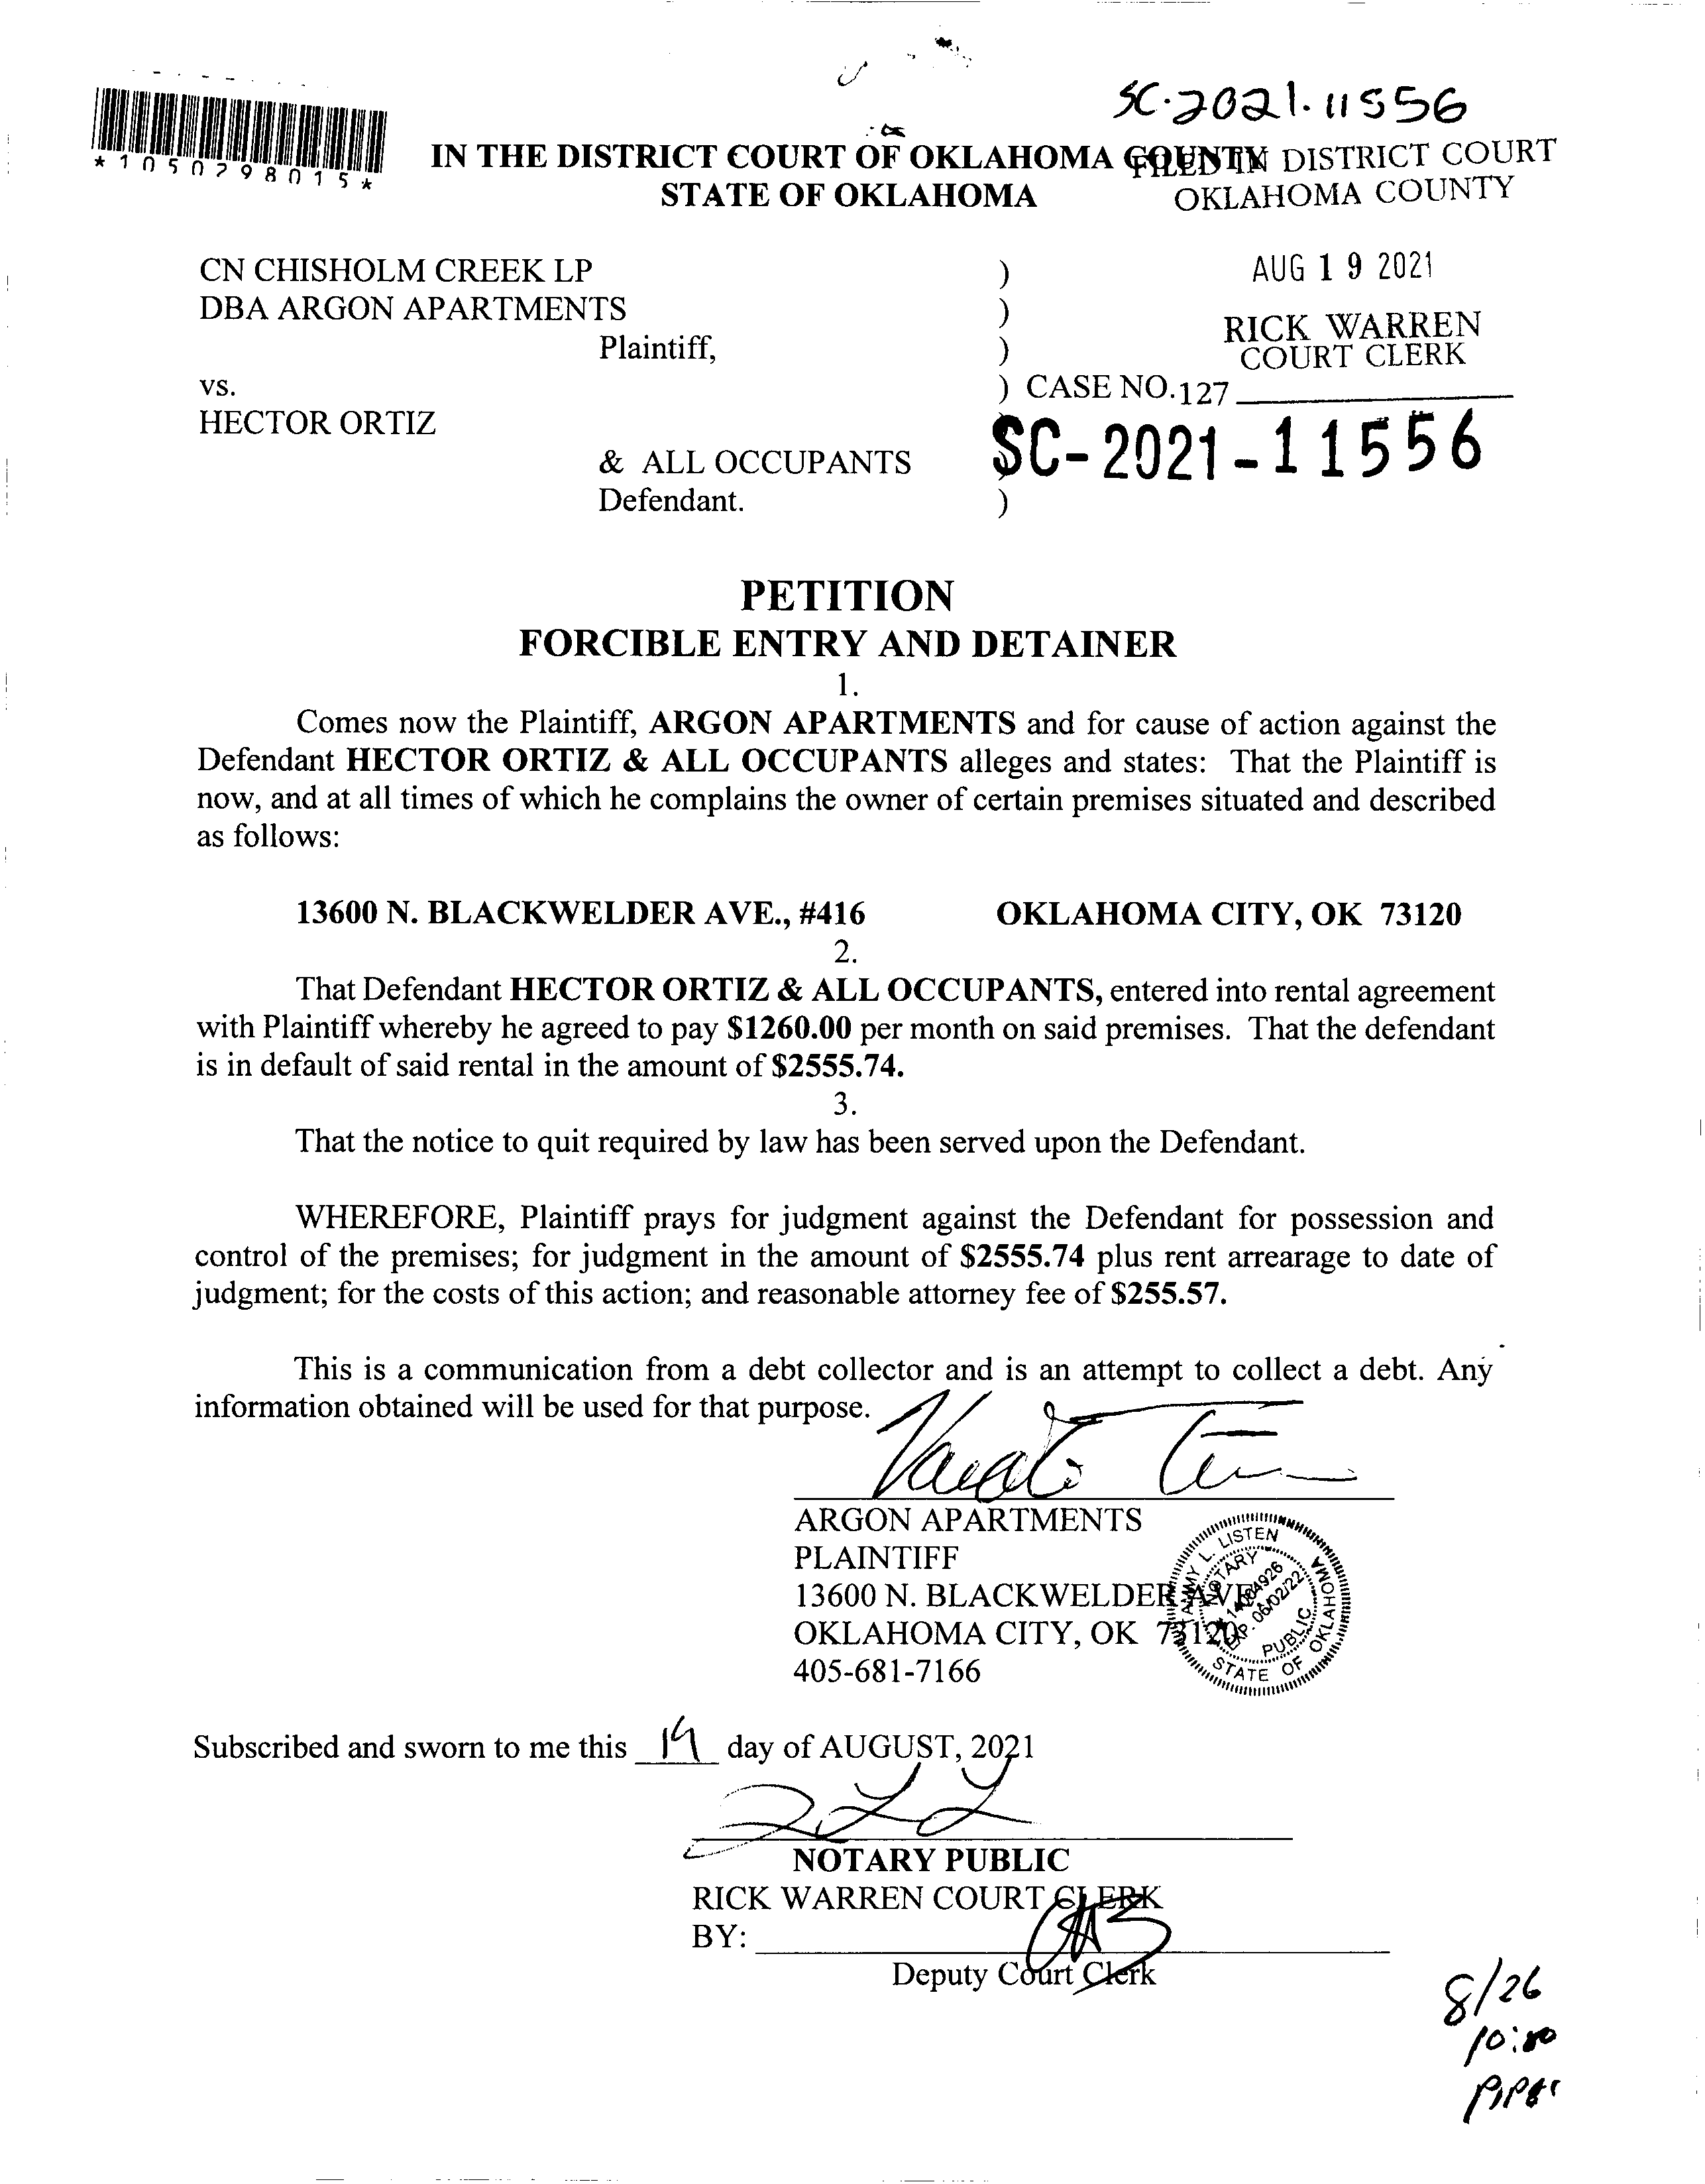 SC·2021·11556
*1050298015*
IN THE DISTRICT COURT OF OKLAHOMA COUNTY
FILED IN DISTRICT COURT
STATE OF OKLAHOMA
OKLAHOMA COUNTY
CN CHISHOLM CREEK LP )
AUG 19 2021
DBA ARGON APARTMENTS )
RICK WARREN
Plaintiff, )
COURT CLERK
vs. ) CASE NO.
127
HECTOR ORTIZ
SC-2021-11556
& ALL OCCUPANTS
Defendant. )
PETITION
FORCIBLE ENTRY AND DETAINER
1.
Comes now the Plaintiff, ARGON APARTMENTS and for cause of action against the
Defendant HECTOR ORTIZ & ALL OCCUPANTS alleges and states: That the Plaintiff is
now, and at all times of which he complains the owner of certain premises situated and described
as follows:
13600 N. BLACKWELDER AVE., #416 OKLAHOMA CITY, OK 73120
2.
That Defendant HECTOR ORTIZ & ALL OCCUPANTS, entered into rental agreement
with Plaintiff whereby he agreed to pay $1260.00 per month on said premises. That the defendant
is in default of said rental in the amount of $2555.74.
3.
That the notice to quit required by law has been served upon the Defendant.
WHEREFORE, Plaintiff prays for judgment against the Defendant for possession and
control of the premises; for judgment in the amount of $2555.74 plus rent arrearage to date of
judgment; for the costs of this action; and reasonable attorney fee of $255.57.
This is a communication from a debt collector and is an attempt to collect a debt. Any
information obtained will be used for that purpose.
ARGON APARTMENTS
PLAINTIFF
13600 N. BLACKWELDER AVE
OKLAHOMA CITY, OK 73120
405-681-7166
TAMMY L. LISTEN
NOTARY
# 14004926
EXP. 06/02/22
PUBLIC
STATE OF OKLAHOMA
Subscribed and sworn to me this 19 day of AUGUST, 2021
NOTARY PUBLIC
RICK WARREN COURT CLERK
BY:
Deputy Court Clerk
8/26
10:00